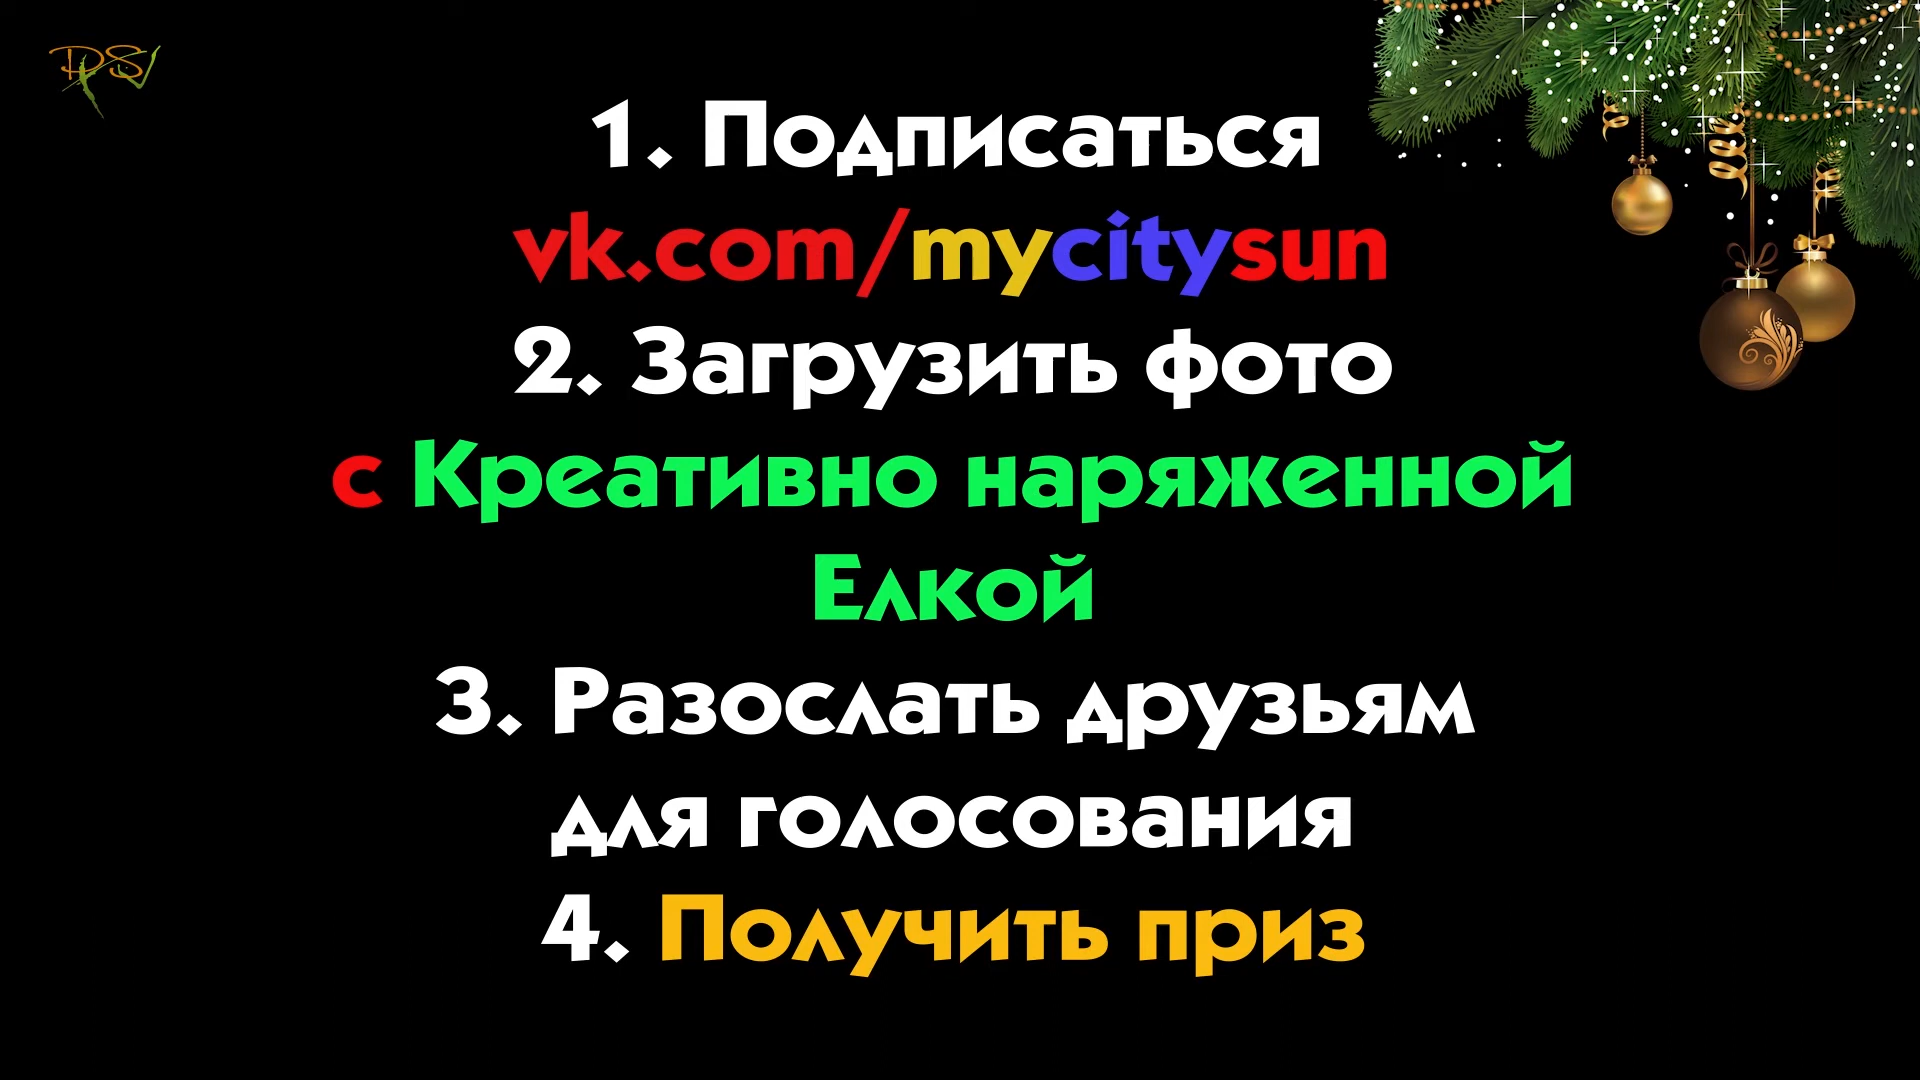 1. Подписаться
vk.com/mycitysun
2. Загрузить фото
с Креативно наряженной
Елкой
3. Разослать друзьям
для голосования
4. Получить приз